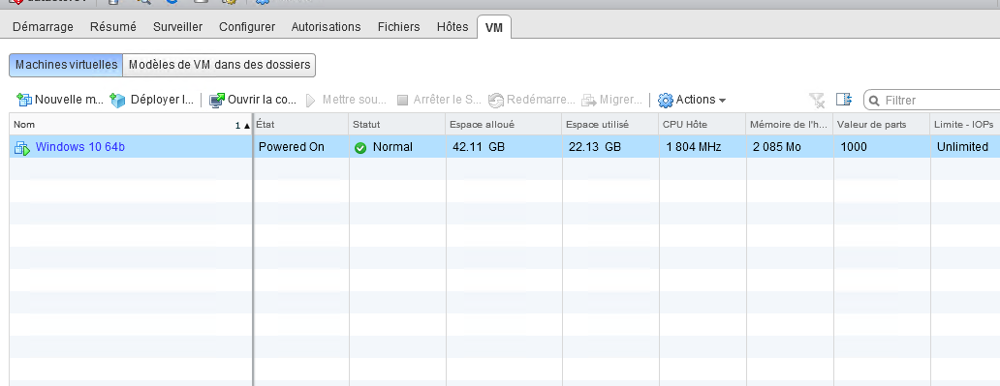 Démarrage Résumé Surveiller Configurer Autorisations Fichiers Hôtes VM
Machines virtuelles Modèles de VM dans des dossiers
Nouvelle m... Déployer l... Ouvrir la co... Mettre sou... Arrêter le S... Redémarre... Migrer... Actions Filtrer
Nom 1 État Statut Espace alloué Espace utilisé CPU Hôte Mémoire de l'h... Valeur de parts Limite - IOPs
Windows 10 64b Powered On Normal 42.11 GB 22.13 GB 1 804 MHz 2 085 Mo 1000 Unlimited